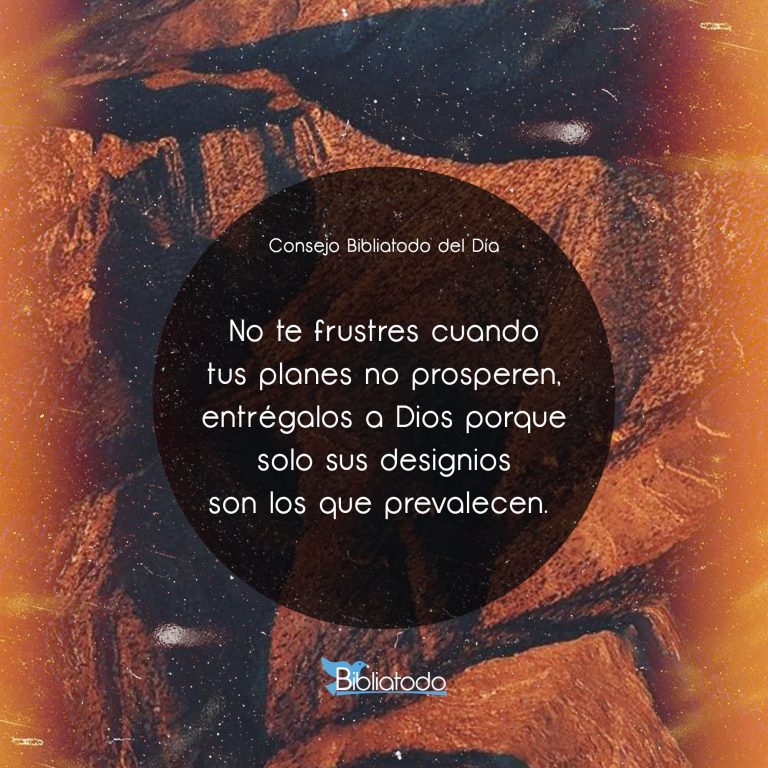 Consejo Bibliatodo del Día
No te frustres cuando
tus planes no prosperen,
entrégalos a Dios porque
solo sus designios
son los que prevalecen.
Bibliatodo